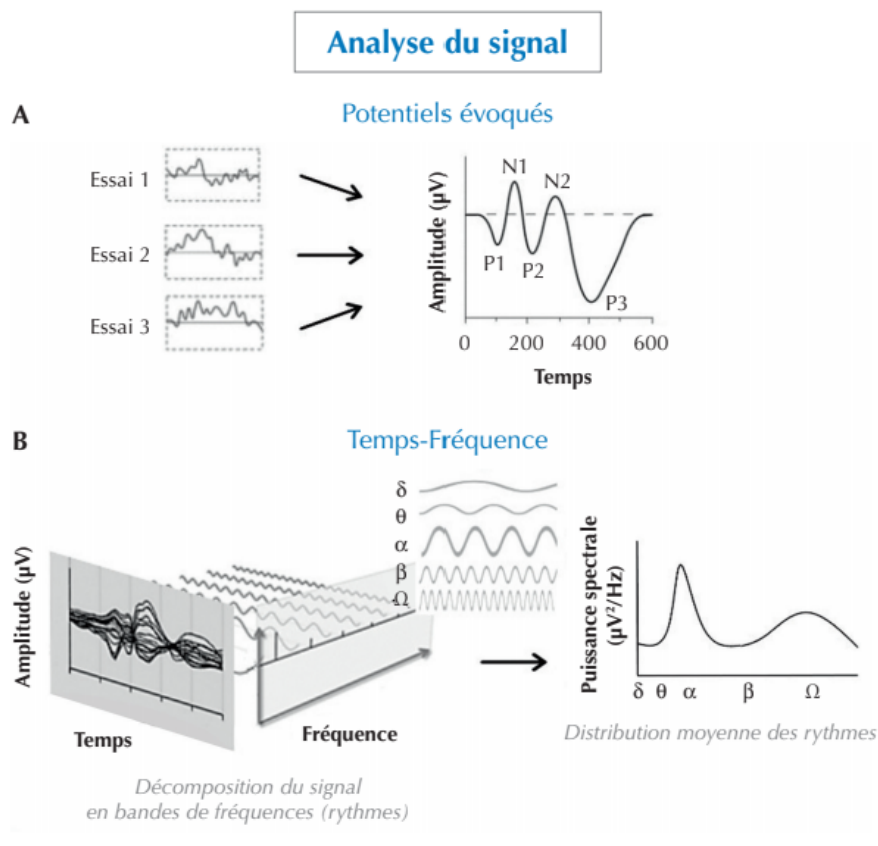 Analyse du signal
A
Potentiels évoqués
Essai 1
Essai 2
Essai 3
Amplitude (μV)
N1
N2
P1
P2
P3
0 200 400 600
Temps
B
Temps-Fréquence
δ
θ
α
β
Ω
Amplitude (μV)
Temps
Fréquence
Décomposition du signal
en bandes de fréquences (rythmes)
Puissance spectrale
(μV²/Hz)
δ θ α β Ω
Distribution moyenne des rythmes